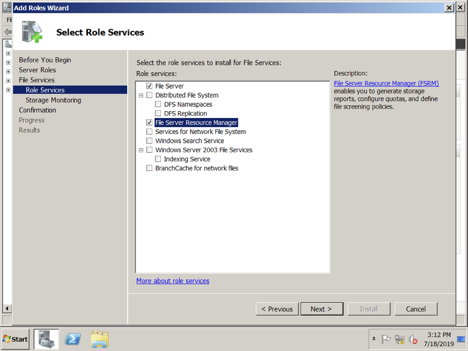 Add Roles Wizard
Select Role Services
Before You Begin
Server Roles
File Services
Role Services
Storage Monitoring
Confirmation
Progress
Results
Select the role services to install for File Services:
Role services:
File Server
Distributed File System
DFS Namespaces
DFS Replication
File Server Resource Manager
Services for Network File System
Windows Search Service
Windows Server 2003 File Services
Indexing Service
BranchCache for network files
Description:
File Server Resource Manager (FSRM)
enables you to generate storage
reports, configure quotas, and define
file screening policies.
More about role services
< Previous
Next >
Install
Cancel
Start
3:12 PM
7/18/2019